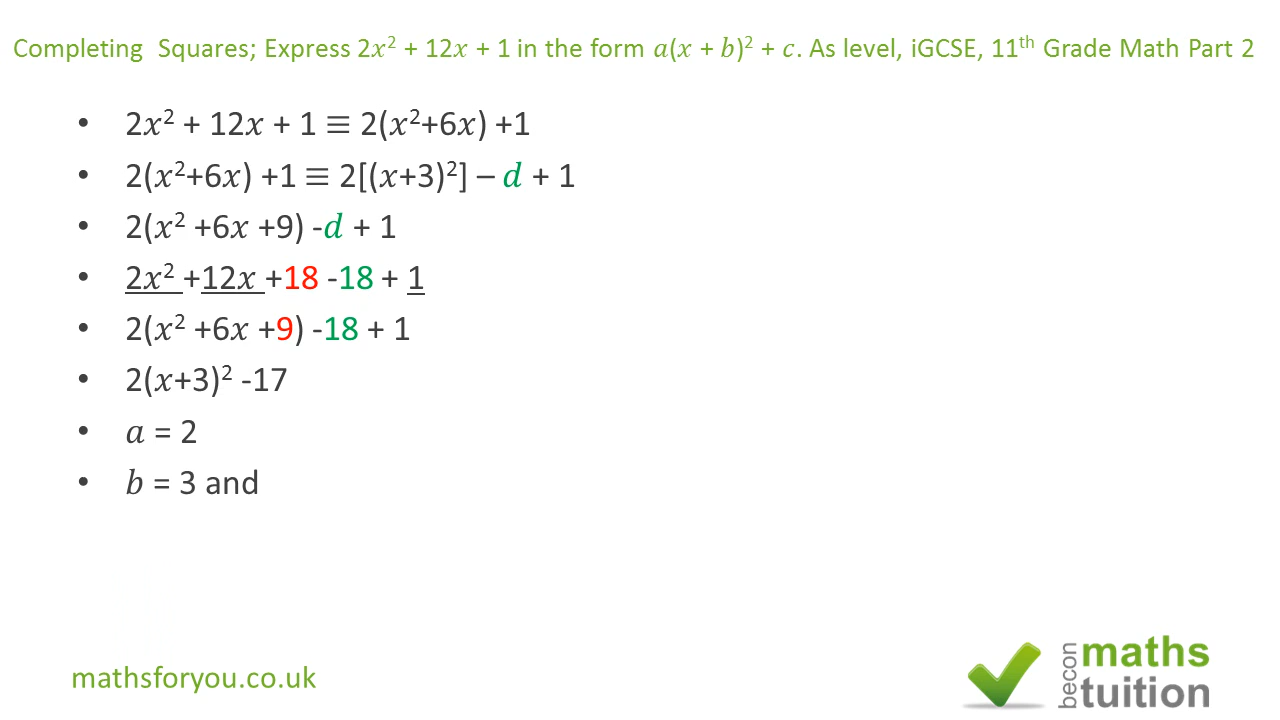 Completing Squares; Express 2𝑥² + 12𝑥 + 1 in the form 𝑎(𝑥 + 𝑏)² + 𝑐. As level, iGCSE, 11ᵗʰ Grade Math Part 2
• 2𝑥² + 12𝑥 + 1 ≡ 2(𝑥²+6𝑥) +1
• 2(𝑥²+6𝑥) +1 ≡ 2[(𝑥+3)²] – 𝑑 + 1
• 2(𝑥² +6𝑥 +9) -𝑑 + 1
• 2𝑥² +12𝑥 +18 -18 + 1
• 2(𝑥² +6𝑥 +9) -18 + 1
• 2(𝑥+3)² -17
• 𝑎 = 2
• 𝑏 = 3 and
mathsforyou.co.uk
becon
maths
tuition